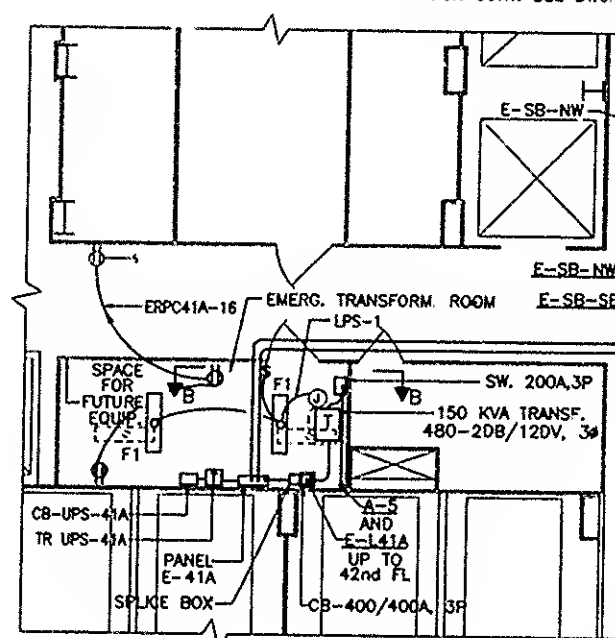 E-SB-NW
E-SB-NW
E-SB-SE
ERPC41A-16
EMERG. TRANSFORM. ROOM
LPS-1
SPACE
FOR
FUTURE
EQUIP.
B
F1
F1
J
J
B
SW. 200A,3P
150 KVA TRANSF.
480-2DB/12DV, 3ø
CB-UPS-41A
TR UPS-41A
PANEL
E-41A
SPLICE BOX
A-5
AND
E-L41A
UP TO
42nd FL
CB-400/400A, 3P